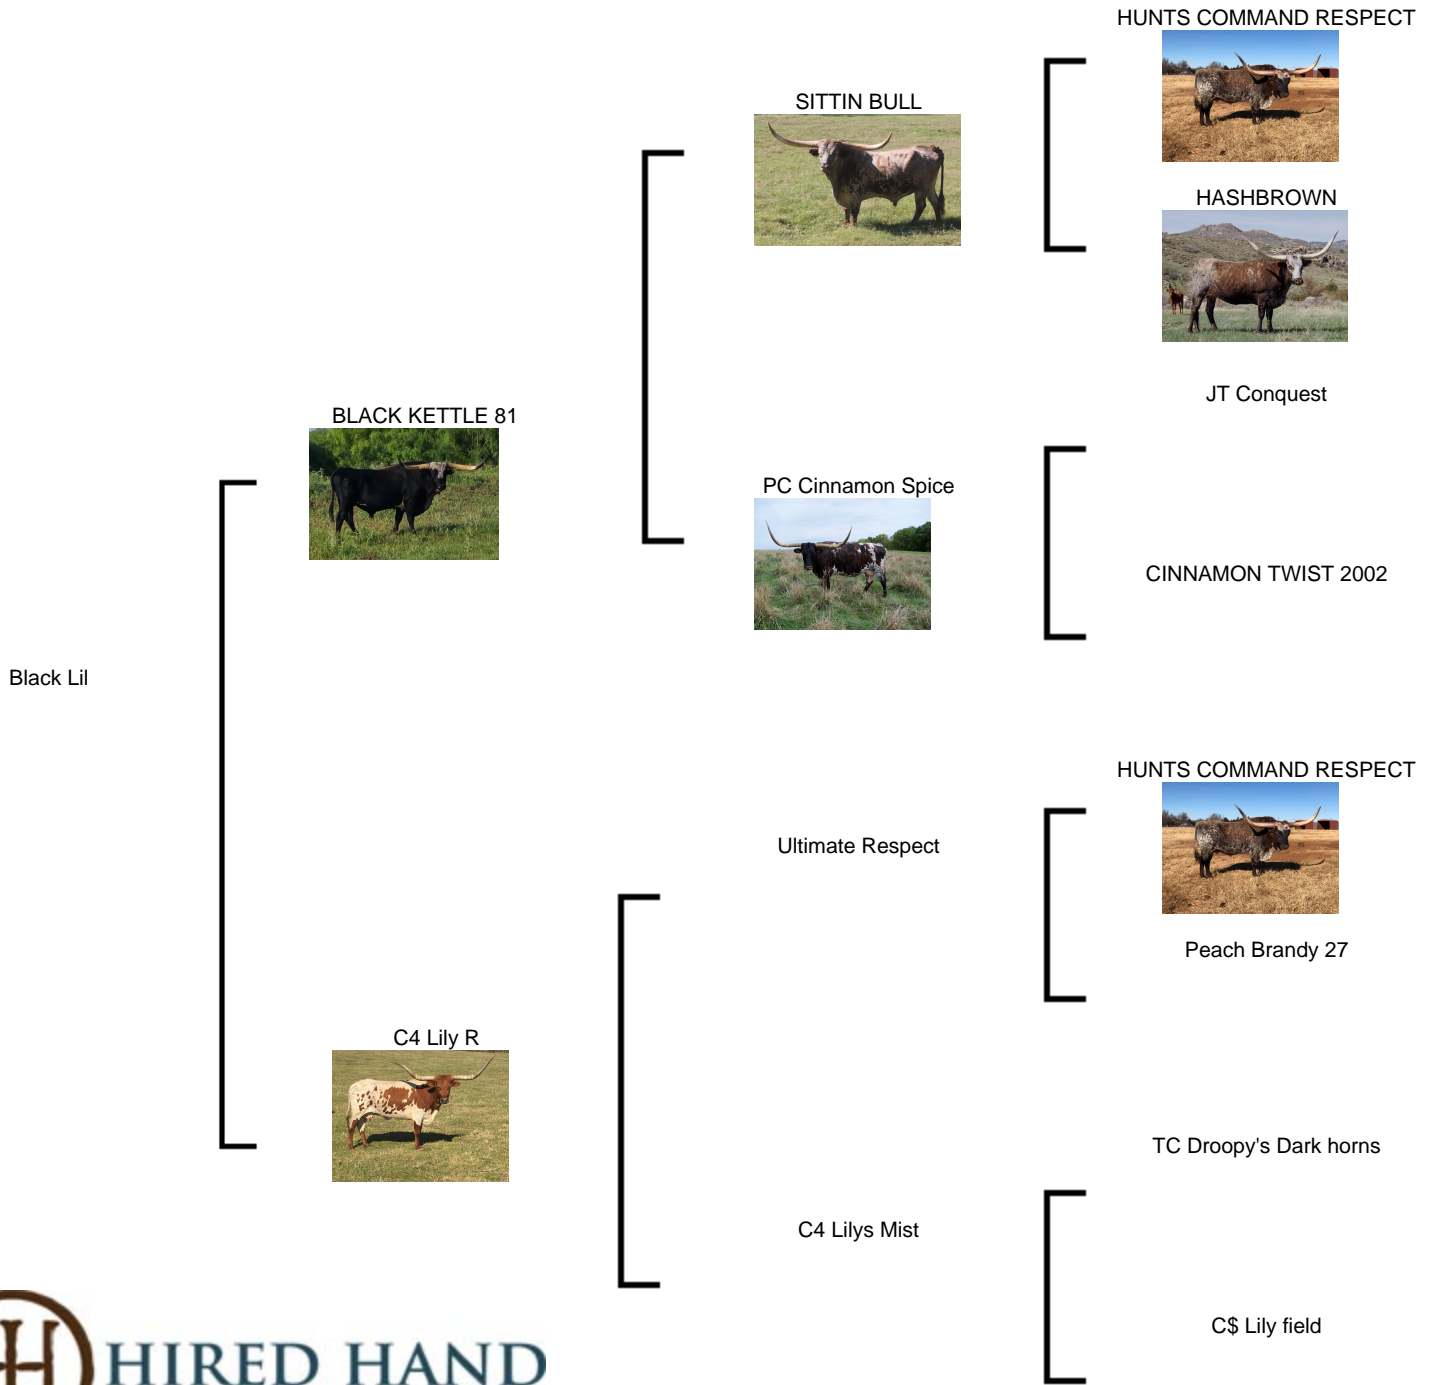 HUNTS COMMAND RESPECT
SITTIN BULL
HASHBROWN
JT Conquest
BLACK KETTLE 81
PC Cinnamon Spice
CINNAMON TWIST 2002
Black Lil
HUNTS COMMAND RESPECT
Ultimate Respect
Peach Brandy 27
C4 Lily R
TC Droopy's Dark horns
C4 Lilys Mist
C$ Lily field
H HIRED HAND